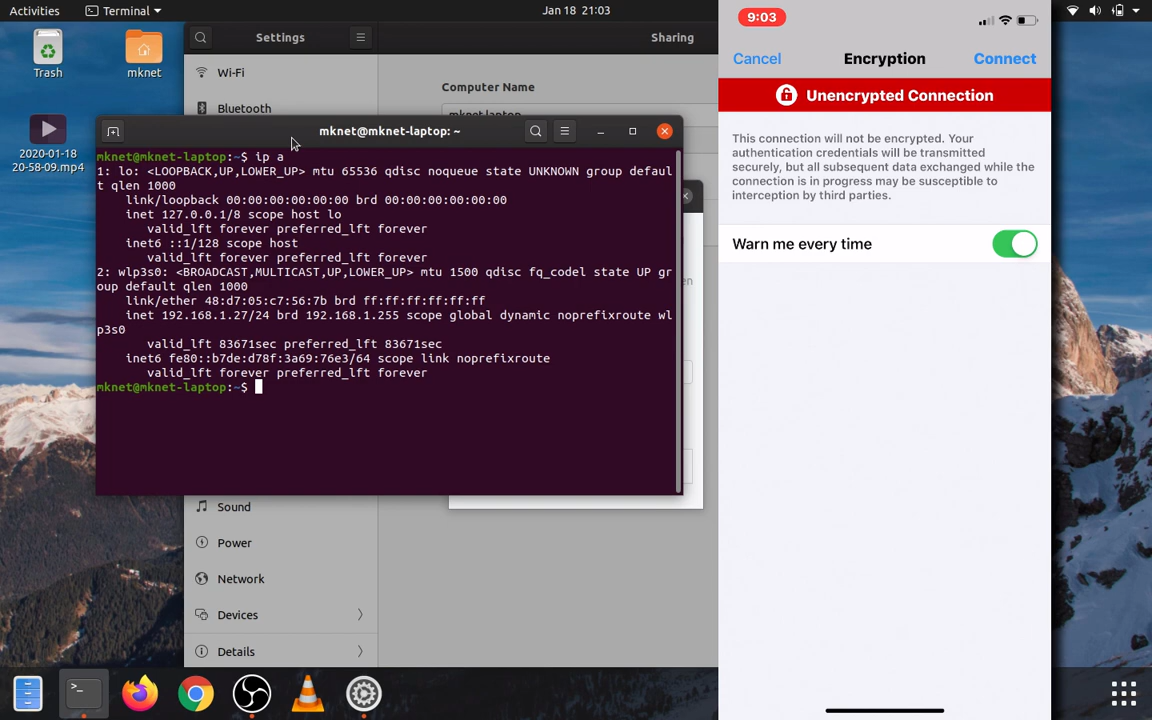 Activities
Terminal
Jan 18 21:03
Trash
mknet
2020-01-18
20-58-09.mp4
Settings
Sharing
Wi-Fi
Bluetooth
Computer Name
mknet-laptop
mknet@mknet-laptop: ~
mknet@mknet-laptop:~$ ip a
1: lo: <LOOPBACK,UP,LOWER_UP> mtu 65536 qdisc noqueue state UNKNOWN group defaul
t qlen 1000
link/loopback 00:00:00:00:00:00 brd 00:00:00:00:00:00
inet 127.0.0.1/8 scope host lo
valid_lft forever preferred_lft forever
inet6 ::1/128 scope host
valid_lft forever preferred_lft forever
2: wlp3s0: <BROADCAST,MULTICAST,UP,LOWER_UP> mtu 1500 qdisc fq_codel state UP gr
oup default qlen 1000
link/ether 48:d7:05:c7:56:7b brd ff:ff:ff:ff:ff:ff
inet 192.168.1.27/24 brd 192.168.1.255 scope global dynamic noprefixroute wl
p3s0
valid_lft 83671sec preferred_lft 83671sec
inet6 fe80::b7de:d78f:3a69:76e3/64 scope link noprefixroute
valid_lft forever preferred_lft forever
mknet@mknet-laptop:~$
Sound
Power
Network
Devices
Details
9:03
Cancel
Encryption
Connect
Unencrypted Connection
This connection will not be encrypted. Your
authentication credentials will be transmitted
securely, but all subsequent data exchanged while the
connection is in progress may be susceptible to
interception by third parties.
Warn me every time